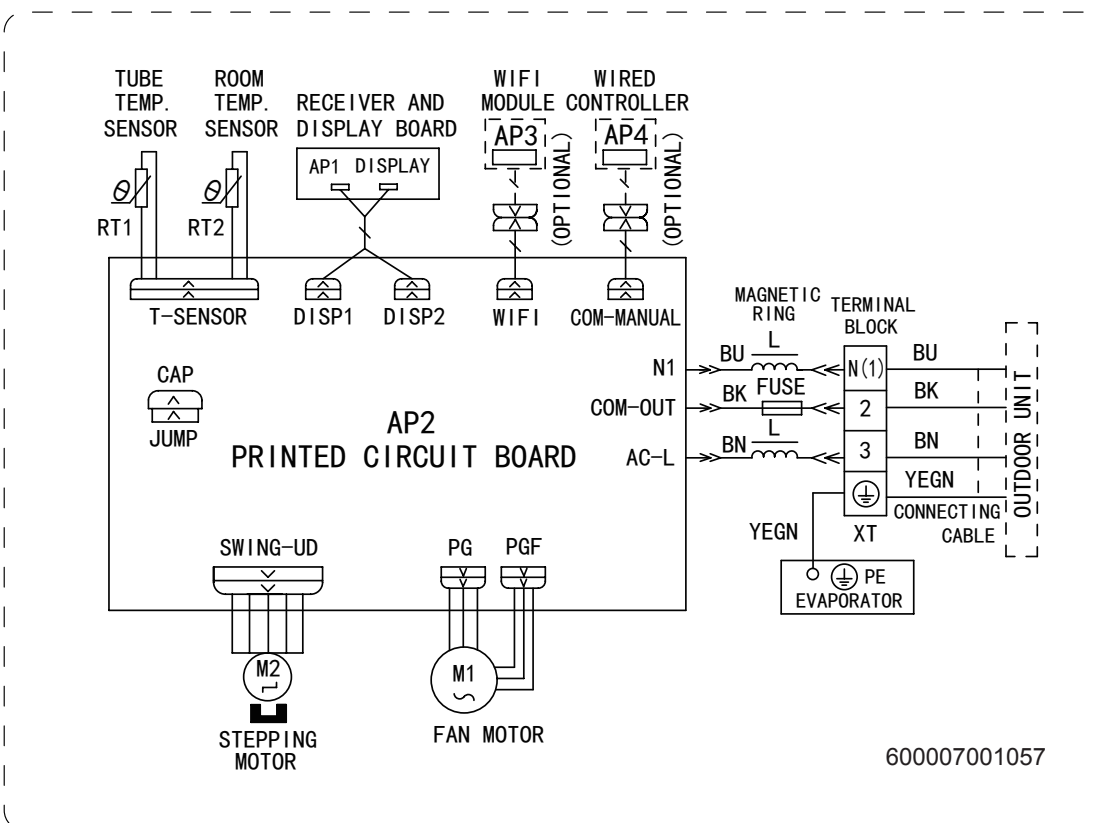 TUBE
TEMP.
SENSOR
ROOM
TEMP.
SENSOR
RECEIVER AND
DISPLAY BOARD
WIFI
MODULE
WIRED
CONTROLLER
AP1 DISPLAY
AP3
(OPTIONAL)
AP4
(OPTIONAL)
θ
RT1
θ
RT2
T-SENSOR
DISP1
DISP2
WIFI
COM-MANUAL
CAP
JUMP
AP2
PRINTED CIRCUIT BOARD
N1
COM-OUT
AC-L
MAGNETIC
RING
TERMINAL
BLOCK
BU
L
N(1)
BU
BK
FUSE
2
BK
BN
L
3
BN
YEGN
XT
CONNECTING
CABLE
OUTDOOR UNIT
YEGN
PE
EVAPORATOR
SWING-UD
PG
PGF
M2
STEPPING
MOTOR
M1
FAN MOTOR
600007001057